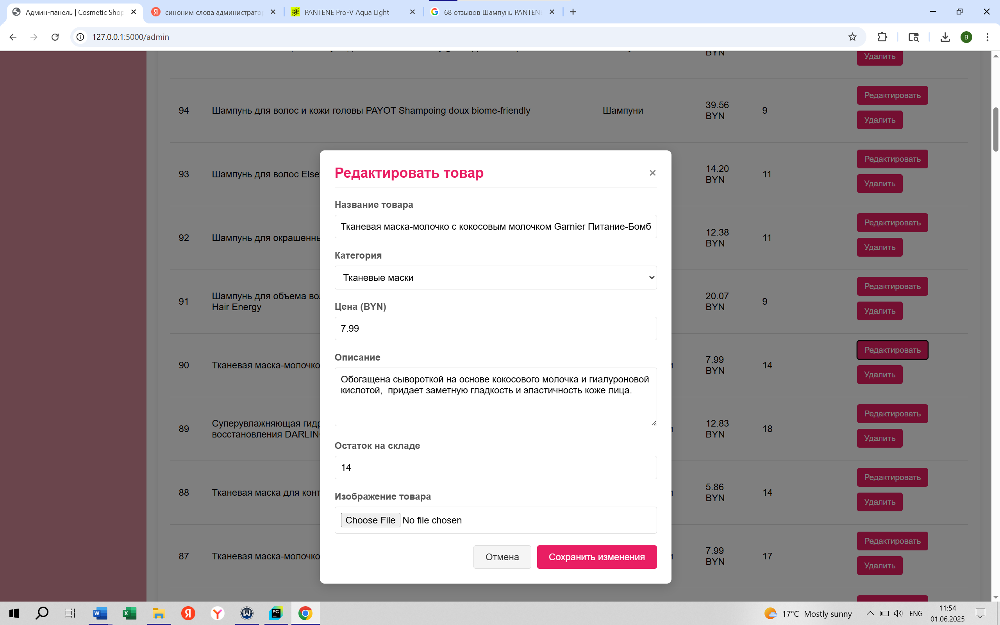 Админ-панель | Cosmetic Shop
синоним слова администратор
PANTENE Pro-V Aqua Light
68 отзывов Шампунь PANTEN
127.0.0.1:5000/admin
BYN
Удалить
94 Шампунь для волос и кожи головы PAYOT Shampoing doux biome-friendly Шампуни 39.56 BYN 9
Редактировать
Удалить
93 Шампунь для волос Else 14.20 BYN 11
Редактировать
Удалить
92 Шампунь для окрашеннь 12.38 BYN 11
Редактировать
Удалить
91 Шампунь для объема во
Hair Energy
20.07 BYN 9
Редактировать
Удалить
90 Тканевая маска-молочко 7.99 BYN 14
Редактировать
Удалить
89 Суперувлажняющая гид
восстановления DARLIN
12.83 BYN 18
Редактировать
Удалить
88 Тканевая маска для конт 5.86 BYN 14
Редактировать
Удалить
87 Тканевая маска-молочко 7.99 BYN 17
Редактировать
Удалить
Редактировать товар
×
Название товара
Тканевая маска-молочко с кокосовым молочком Garnier Питание-Бомб
Категория
Тканевые маски
Цена (BYN)
7.99
Описание
Обогащена сывороткой на основе кокосового молочка и гиалуроновой
кислотой,  придает заметную гладкость и эластичность коже лица.
Остаток на складе
14
Изображение товара
Choose File No file chosen
Отмена
Сохранить изменения
17°C Mostly sunny
ENG
11:54
01.06.2025